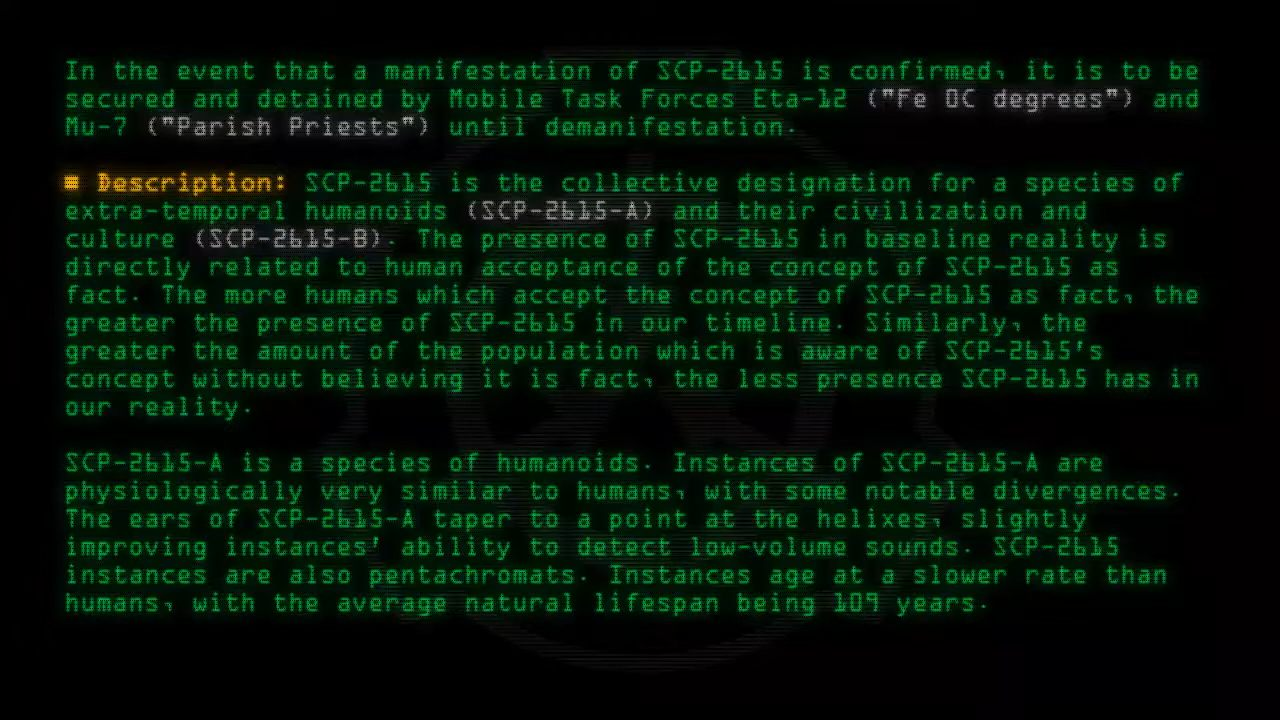 In the event that a manifestation of SCP-2615 is confirmed, it is to be
secured and detained by Mobile Task Forces Eta-12 ("Fe 0C degrees") and
Mu-7 ("Parish Priests") until demanifestation.
■ Description: SCP-2615 is the collective designation for a species of
extra-temporal humanoids (SCP-2615-A) and their civilization and
culture (SCP-2615-B). The presence of SCP-2615 in baseline reality is
directly related to human acceptance of the concept of SCP-2615 as
fact. The more humans which accept the concept of SCP-2615 as fact, the
greater the presence of SCP-2615 in our timeline. Similarly, the
greater the amount of the population which is aware of SCP-2615's
concept without believing it is fact, the less presence SCP-2615 has in
our reality.
SCP-2615-A is a species of humanoids. Instances of SCP-2615-A are
physiologically very similar to humans, with some notable divergences.
The ears of SCP-2615-A taper to a point at the helixes, slightly
improving instances' ability to detect low-volume sounds. SCP-2615
instances are also pentachromats. Instances age at a slower rate than
humans, with the average natural lifespan being 109 years.